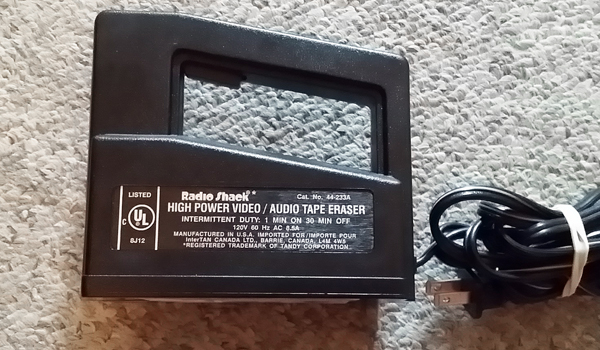 LISTED
C UL
8J12
Radio Shack*
Cat. No. 44-233A
HIGH POWER VIDEO / AUDIO TAPE ERASER
INTERMITTENT DUTY: 1 MIN ON 30 MIN OFF
120V 60 Hz AC 8.5A
MANUFACTURED IN U.S.A. IMPORTED FOR/IMPORTE POUR
InterTAN CANADA LTD., BARRIE, CANADA, L4M 4W5
*REGISTERED TRADEMARK OF TANDY CORPORATION